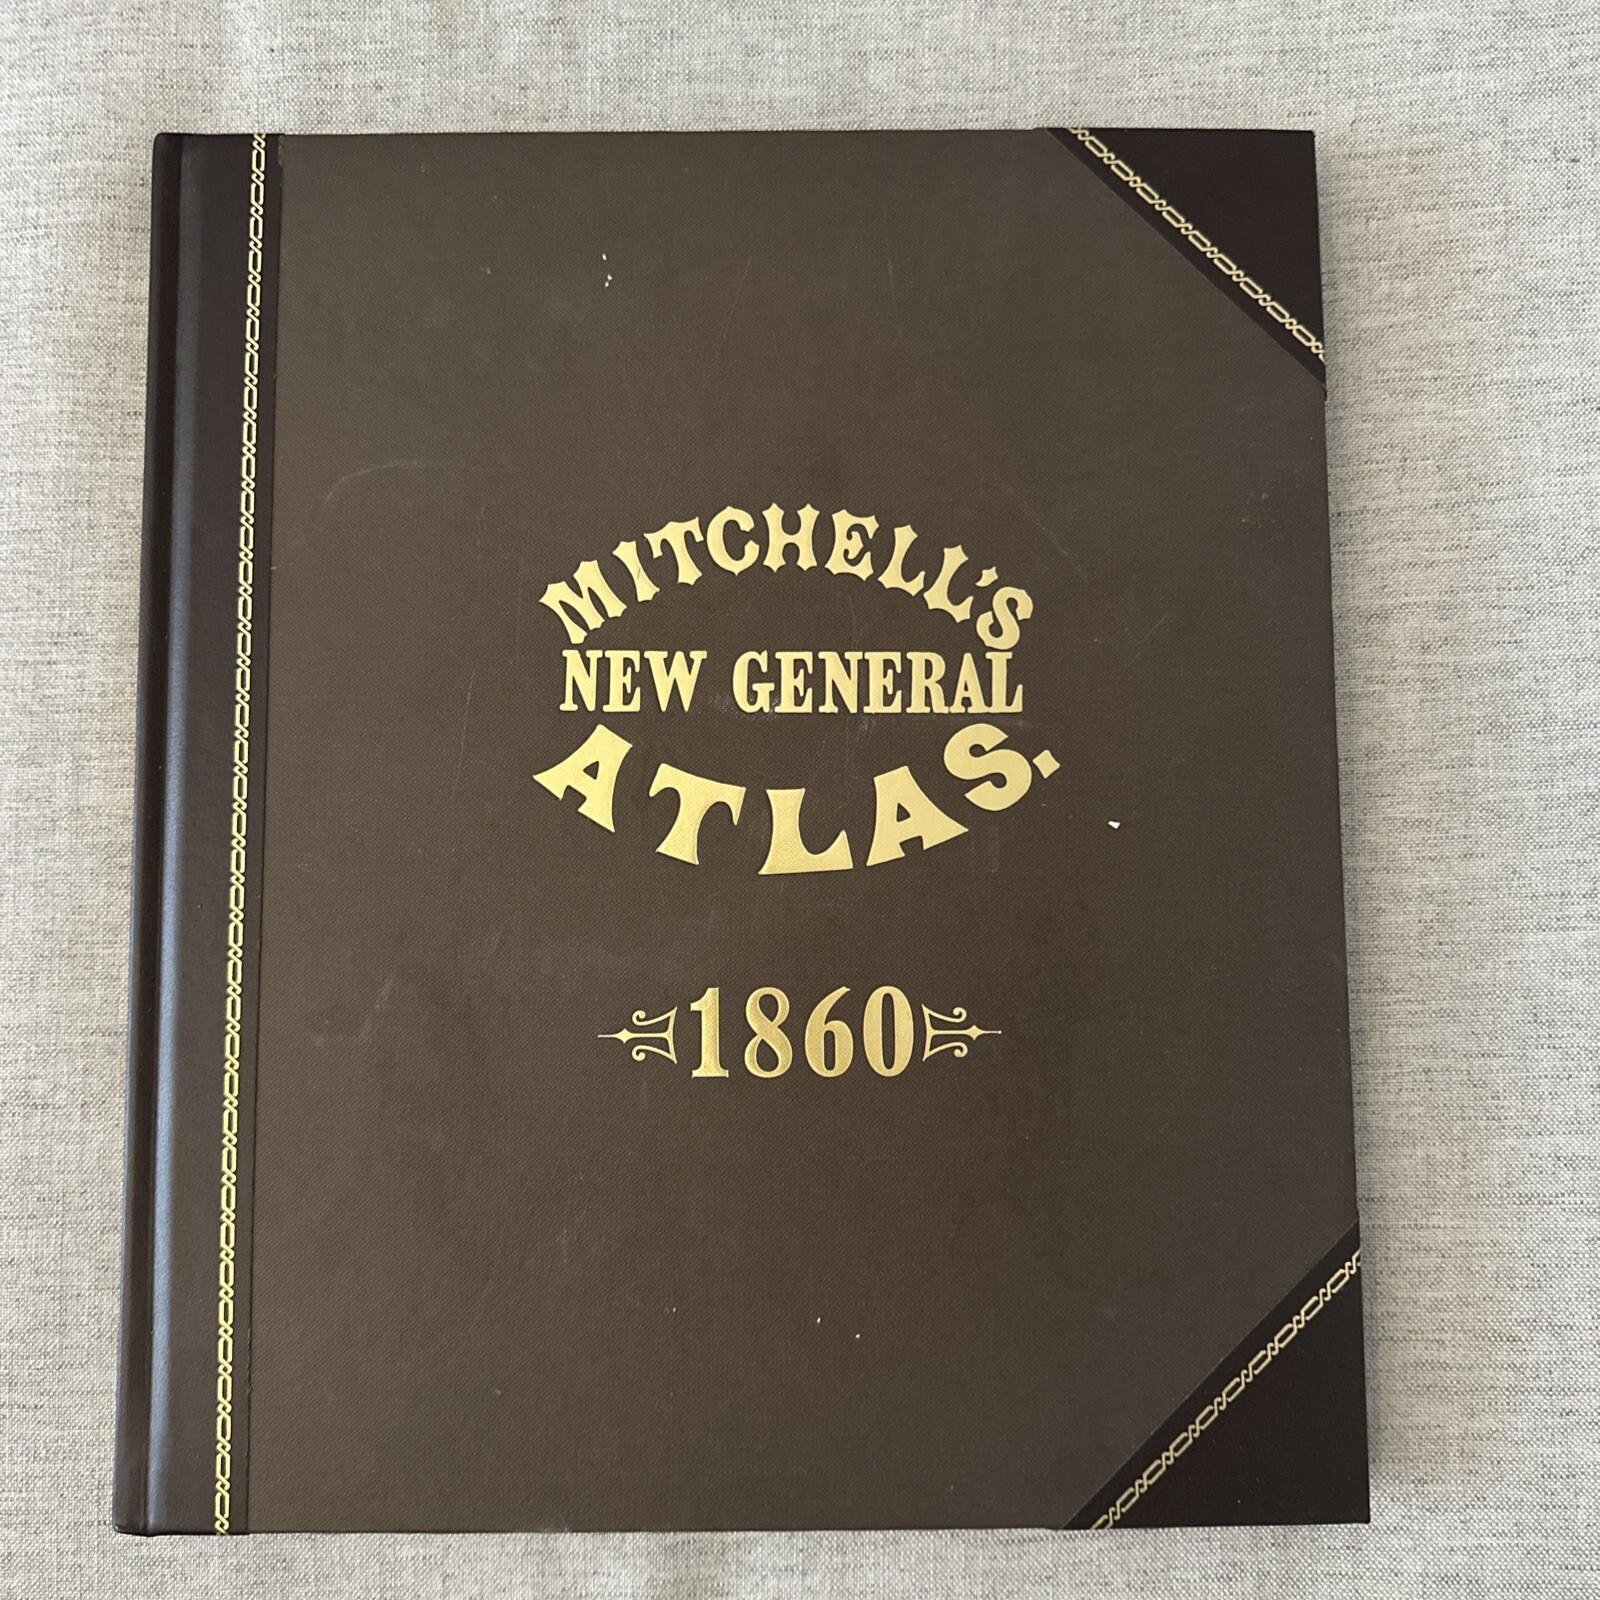 MITCHELL'S
NEW GENERAL
ATLAS.
1860